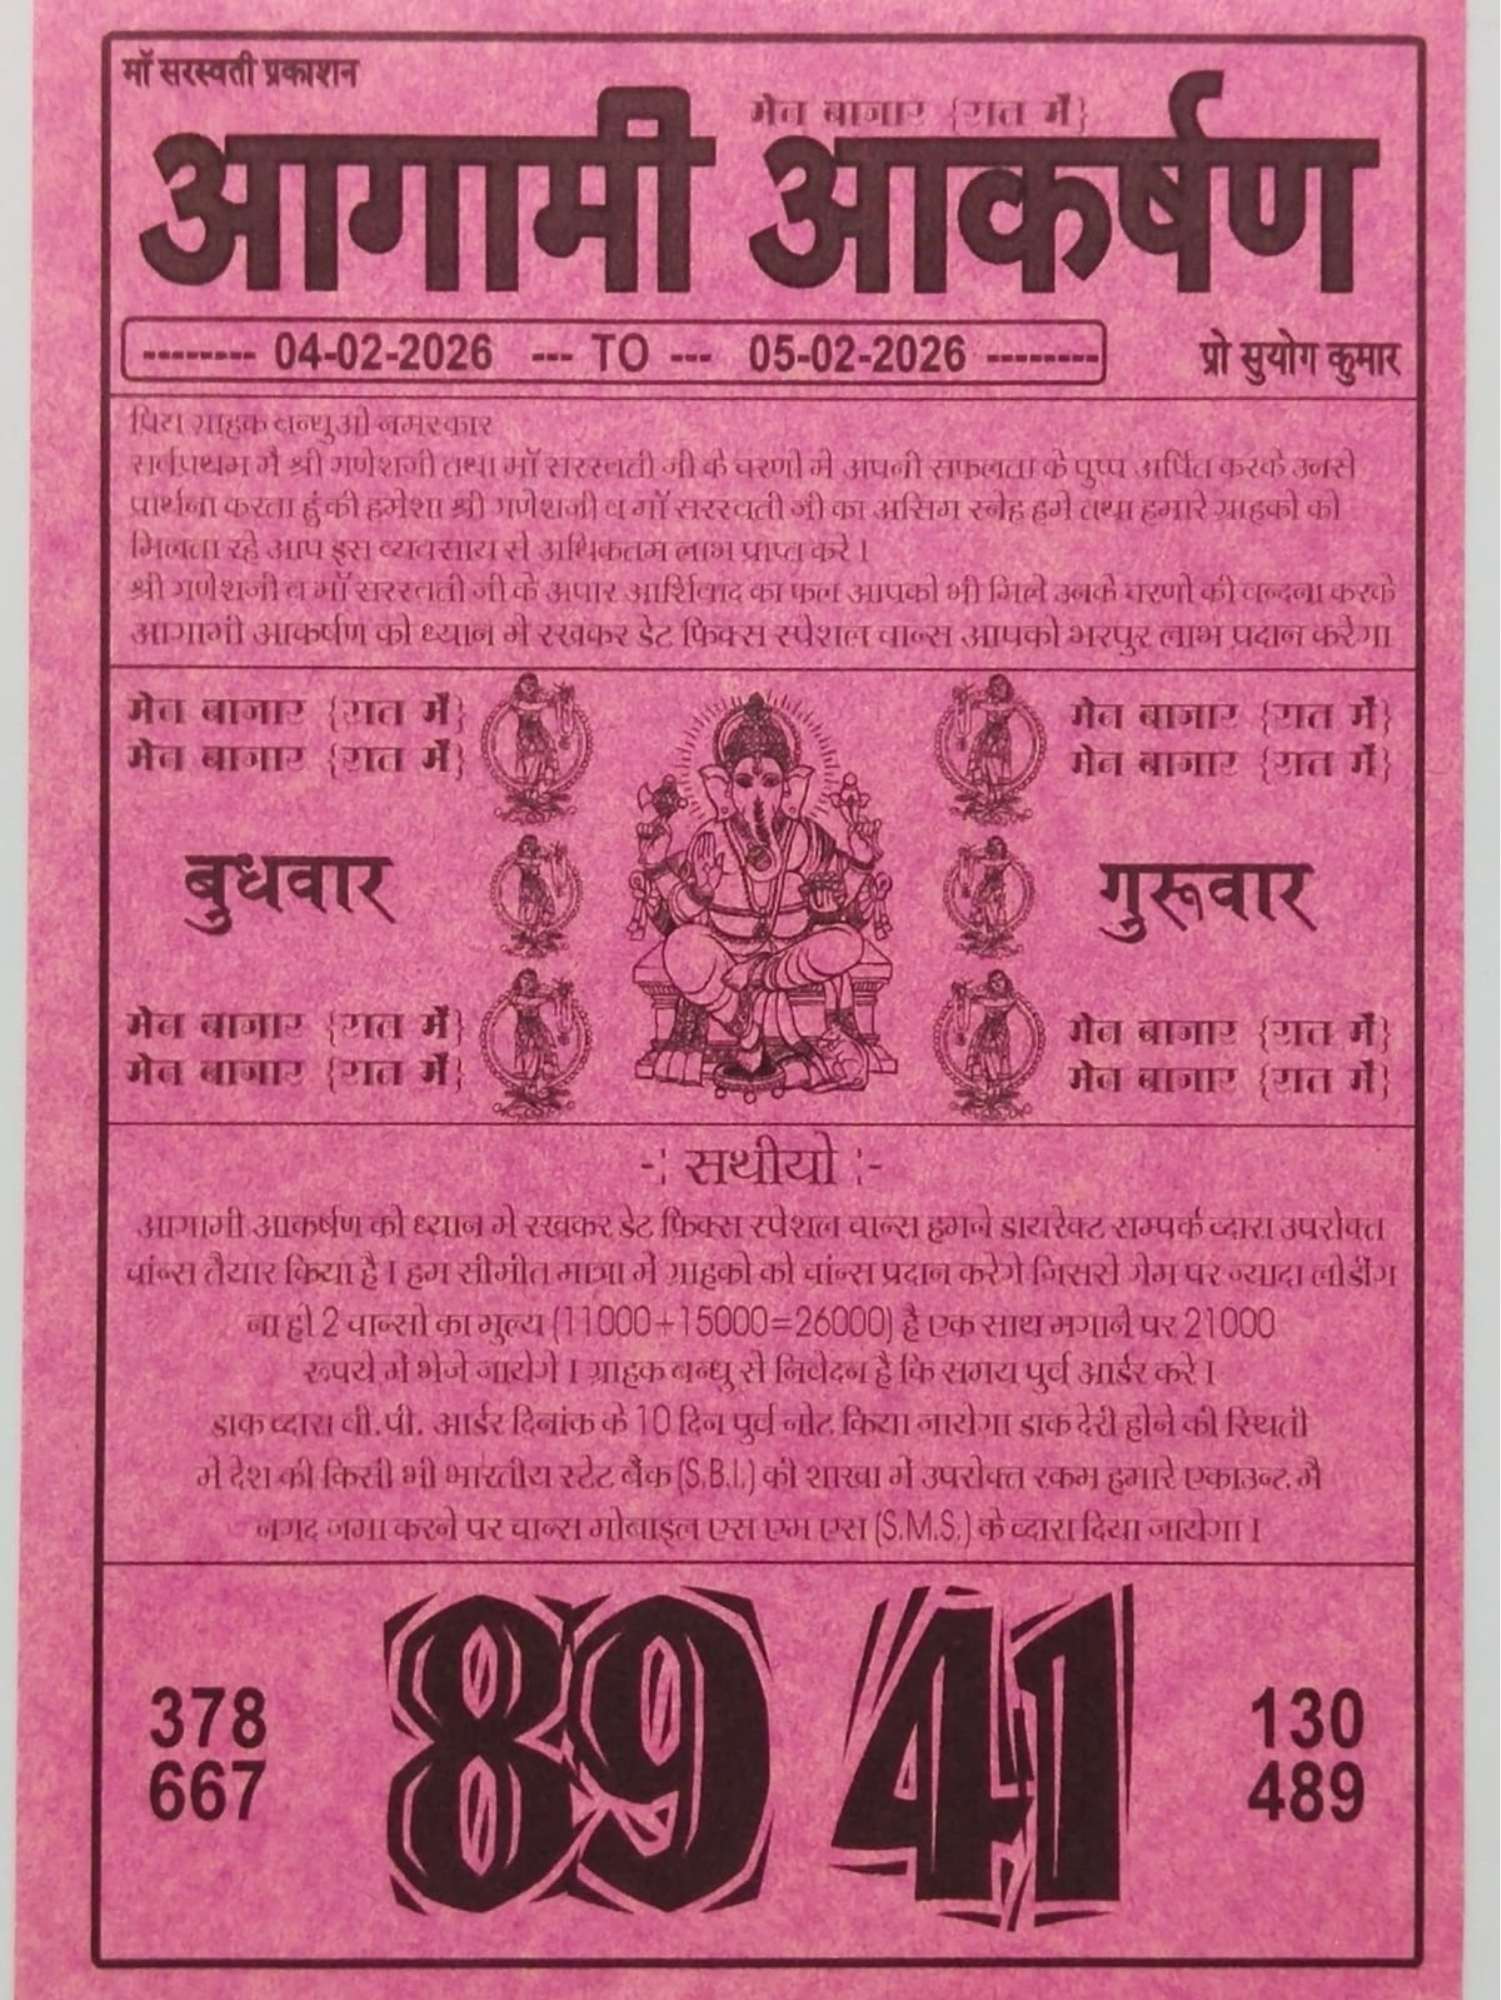 माँ सरस्वती प्रकाशन
मेन बाजार {रात में}
आगामी आकर्षण
-------- 04-02-2026 --- TO --- 05-02-2026 --------
प्रो सुयोग कुमार
प्रिय ग्राहक बन्धुओ नमस्कार
सर्वप्रथम मै श्री गणेशजी तथा माँ सरस्वती जी के चरणो मे अपनी सफलता के पुष्प अर्पित करके उनसे
प्रार्थना करता हुं की हमेशा श्री गणेशजी व माँ सरस्वती जी का असिम स्नेह हमे तथा हमारे ग्राहको को
मिलता रहे आप इस व्यवसाय से अधिकतम लाभ प्राप्त करे ।
श्री गणेशजी व माँ सरस्वती जी के अपार आर्शिवाद का फल आपको भी मिले उनके चरणो की वन्दना करके
आगामी आकर्षण को ध्यान मे रखकर डेट फिक्स स्पेशल चान्स आपको भरपुर लाभ प्रदान करेगा
मेन बाजार {रात में} मेन बाजार {रात में}
मेन बाजार {रात में} मेन बाजार {रात में}
बुधवार गुरूवार
मेन बाजार {रात में} मेन बाजार {रात में}
मेन बाजार {रात में} मेन बाजार {रात में}
-: सथीयो :-
आगामी आकर्षण को ध्यान मे रखकर डेट फिक्स स्पेशल चान्स हमने डायरेक्ट सम्पर्क व्दारा उपरोक्त
चांन्स तैयार किया है । हम सीमीत मात्रा में ग्राहको को चांन्स प्रदान करेगे जिससे गेम पर ज्यादा लोडींग
ना हो 2 चान्सो का मुल्य (11000+15000=26000) है एक साथ मगाने पर 21000
रूपये में भेजे जायेगे । ग्राहक बन्धु से निवेदन है कि समय पुर्व आर्डर करे ।
डाक व्दारा वी.पी. आर्डर दिनांक के 10 दिन पुर्व नोट किया जायेगा डाक देरी होने की स्थिती
में देश की किसी भी भारतीय स्टेट बैंक (S.B.I.) की शाखा में उपरोक्त रकम हमारे एकाउन्ट मै
नगद जमा करने पर चान्स मोबाइल एस एम एस (S.M.S.) के व्दारा दिया जायेगा ।
378
667
89 41
130
489